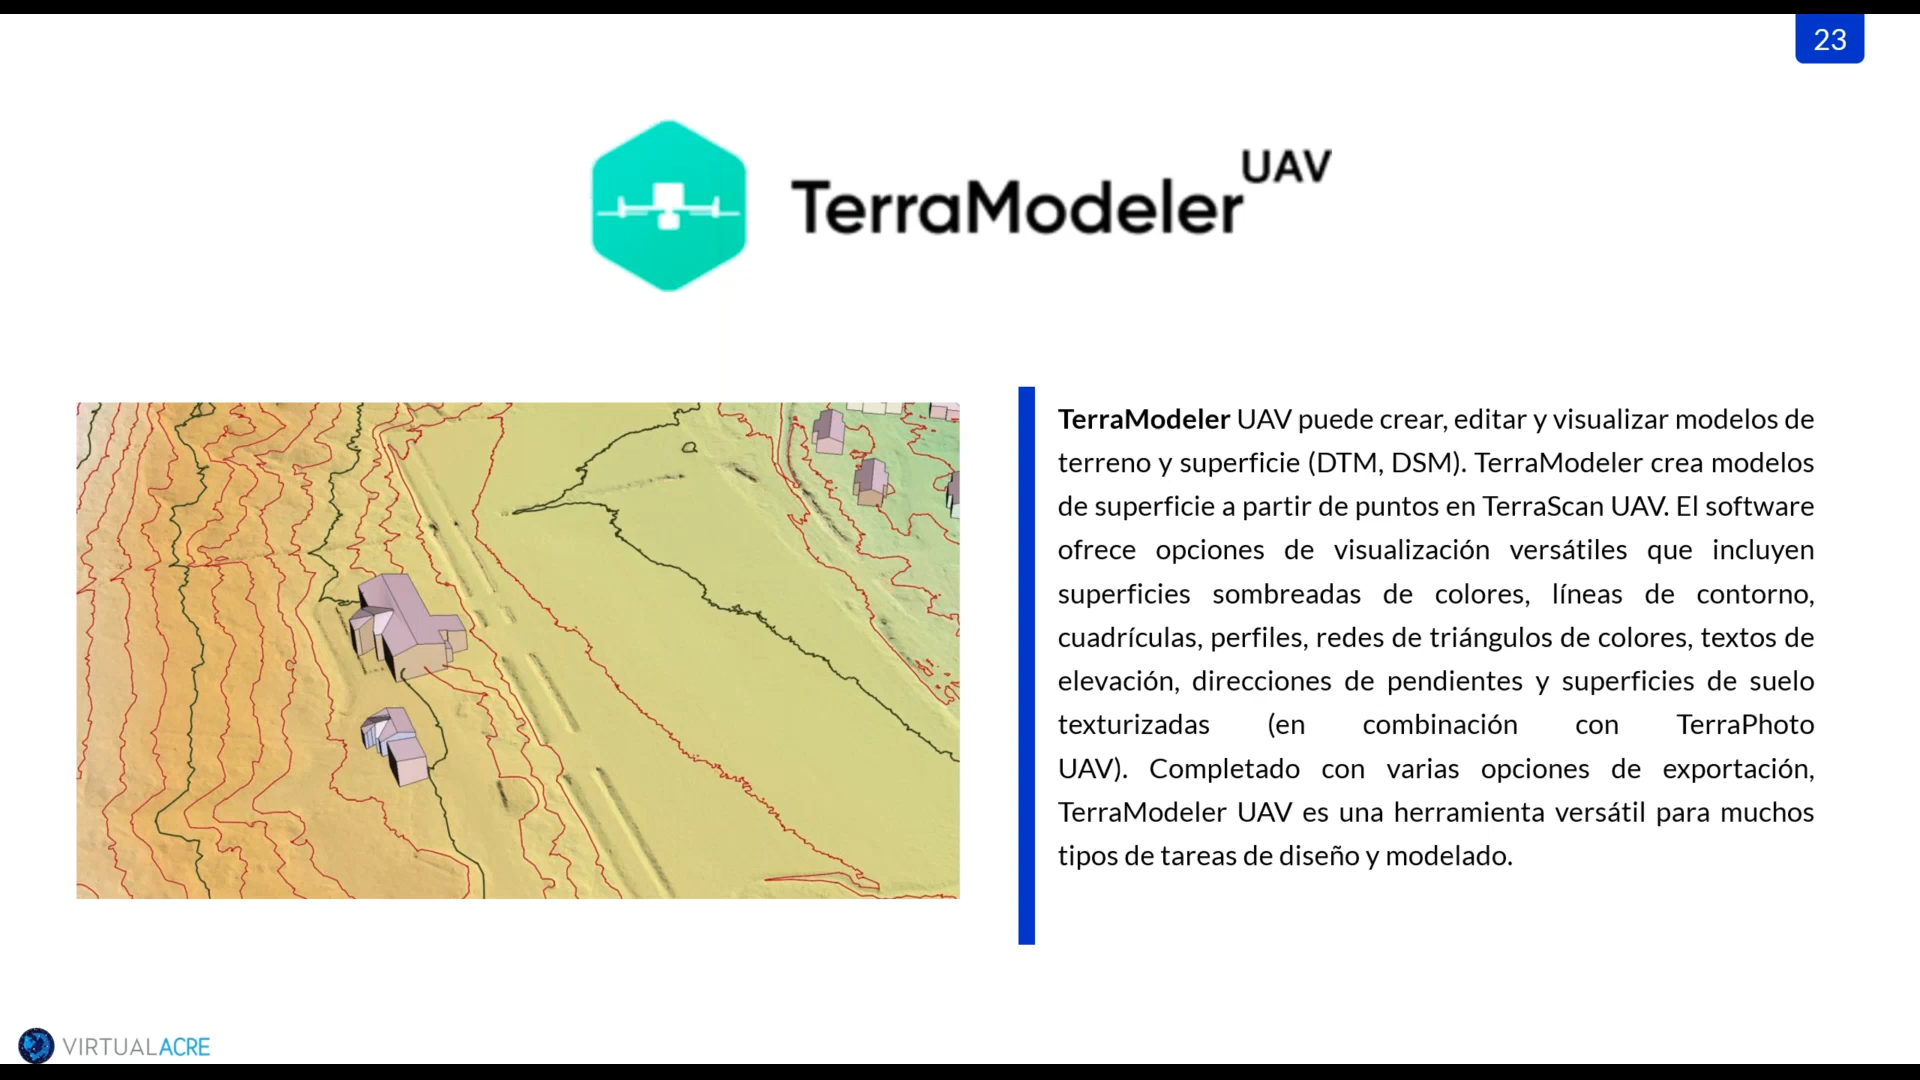 23
TerraModeler UAV
TerraModeler UAV puede crear, editar y visualizar modelos de
terreno y superficie (DTM, DSM). TerraModeler crea modelos
de superficie a partir de puntos en TerraScan UAV. El software
ofrece opciones de visualización versátiles que incluyen
superficies sombreadas de colores, líneas de contorno,
cuadrículas, perfiles, redes de triángulos de colores, textos de
elevación, direcciones de pendientes y superficies de suelo
texturizadas (en combinación con TerraPhoto
UAV). Completado con varias opciones de exportación,
TerraModeler UAV es una herramienta versátil para muchos
tipos de tareas de diseño y modelado.
VIRTUALACRE